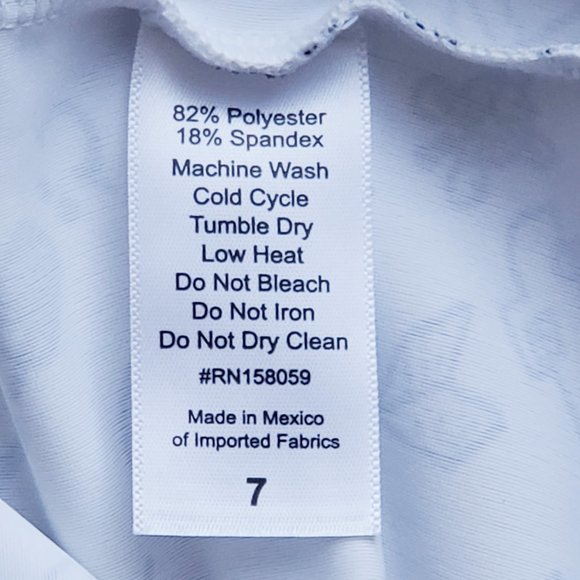 82% Polyester
18% Spandex
Machine Wash
Cold Cycle
Tumble Dry
Low Heat
Do Not Bleach
Do Not Iron
Do Not Dry Clean
#RN158059
Made in Mexico
of Imported Fabrics
7